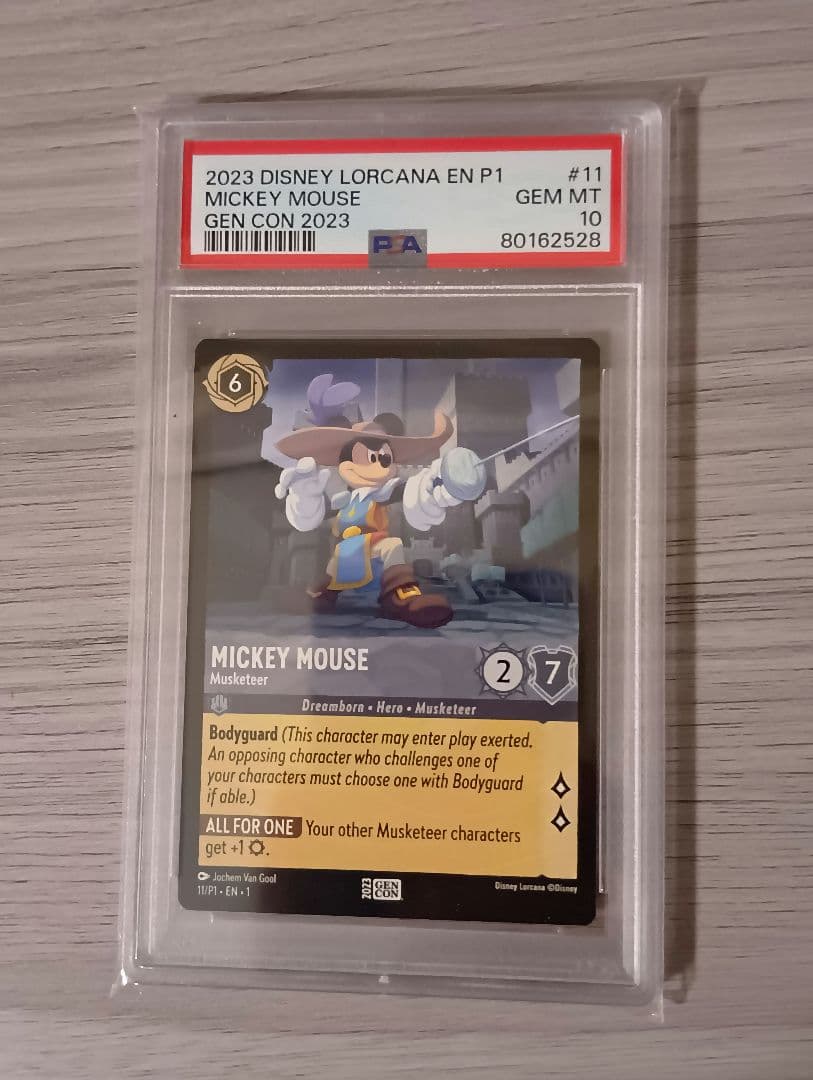 2023 DISNEY LORCANA EN P1 #11
MICKEY MOUSE GEM MT
GEN CON 2023 10
PSA 80162528
6
MICKEY MOUSE
Musketeer
2 7
Dreamborn • Hero • Musketeer
Bodyguard (This character may enter play exerted.
An opposing character who challenges one of
your characters must choose one with Bodyguard
if able.)
ALL FOR ONE Your other Musketeer characters
get +1 .
Jochem Van Gool
11/P1 • EN • 1
2023 GEN CON
Disney Lorcana ©Disney